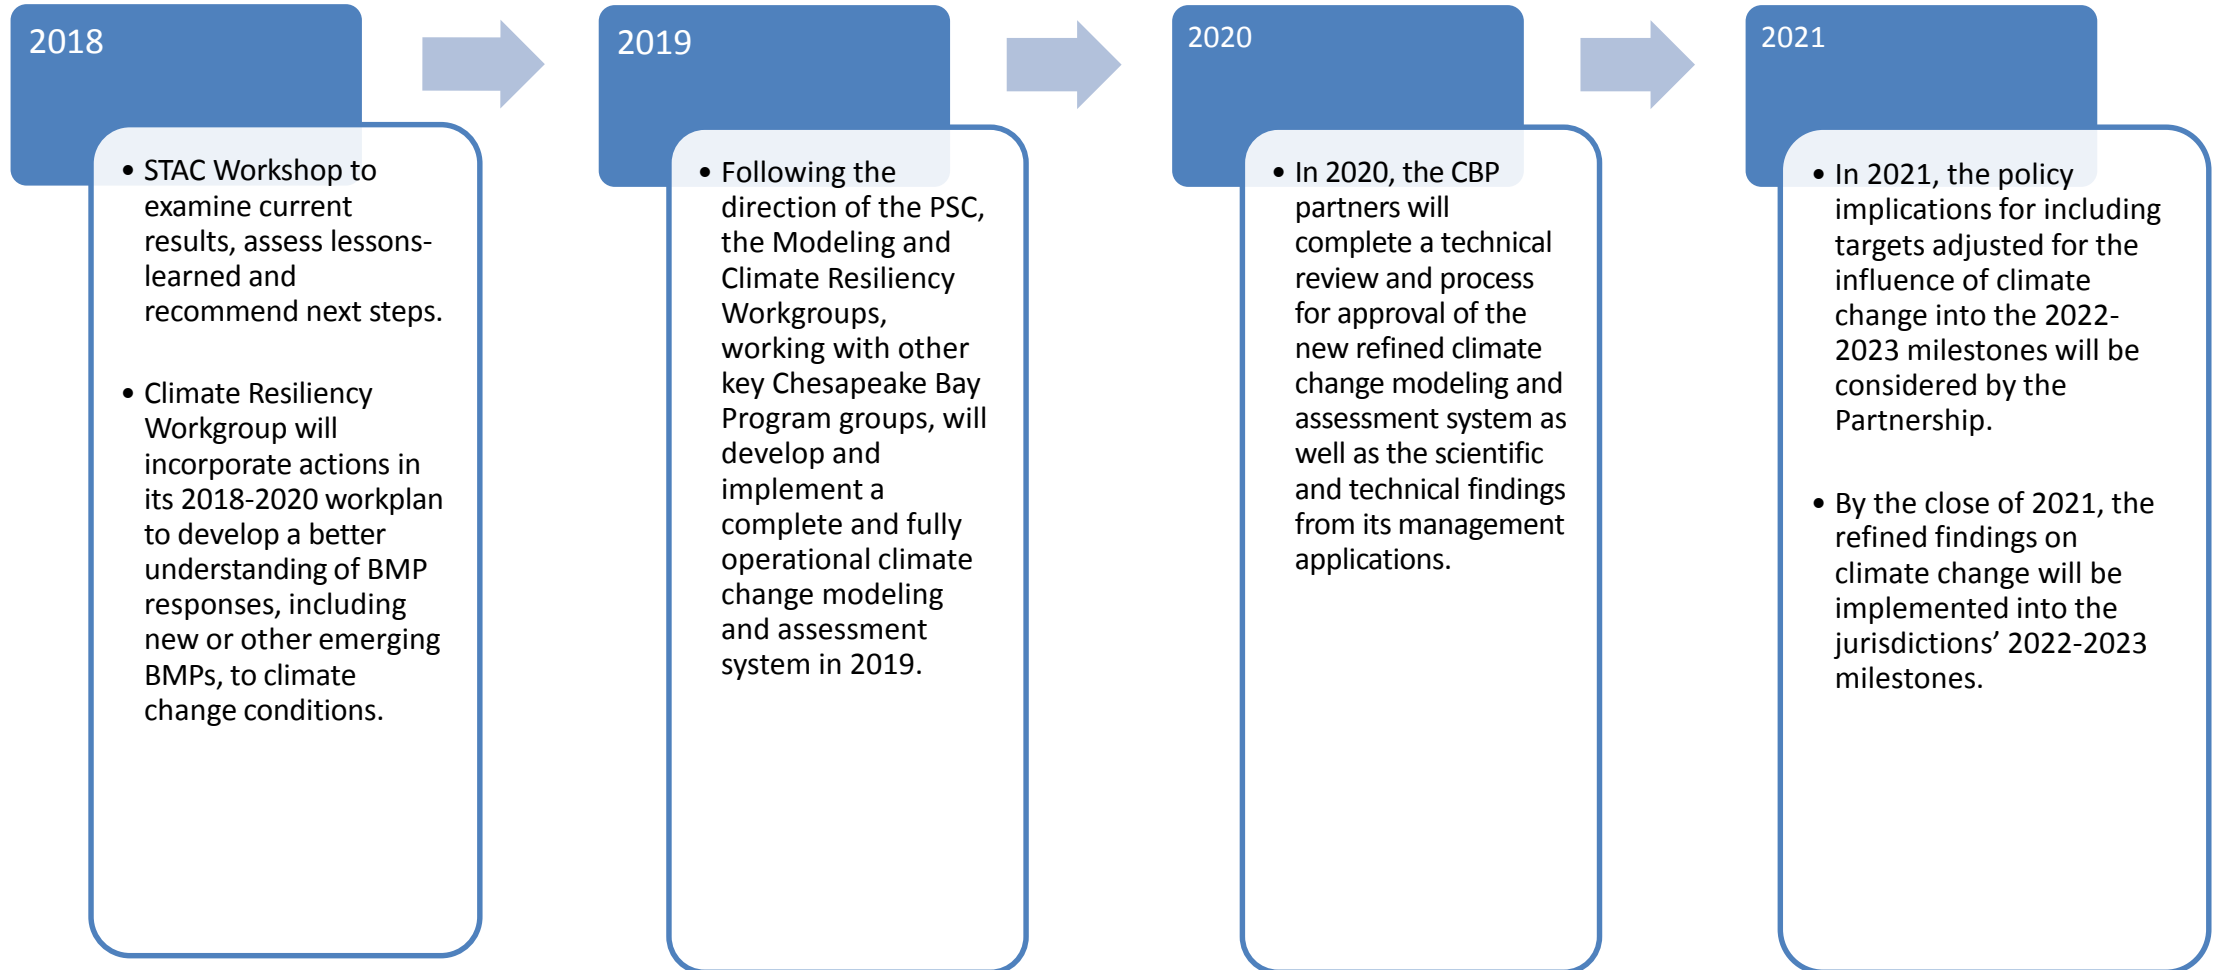 2018
• STAC Workshop to
examine current
results, assess lessons-
learned and
recommend next steps.
• Climate Resiliency
Workgroup will
incorporate actions in
its 2018-2020 workplan
to develop a better
understanding of BMP
responses, including
new or other emerging
BMPs, to climate
change conditions.
2019
• Following the
direction of the PSC,
the Modeling and
Climate Resiliency
Workgroups,
working with other
key Chesapeake Bay
Program groups, will
develop and
implement a
complete and fully
operational climate
change modeling
and assessment
system in 2019.
2020
• In 2020, the CBP
partners will
complete a technical
review and process
for approval of the
new refined climate
change modeling and
assessment system as
well as the scientific
and technical findings
from its management
applications.
2021
• In 2021, the policy
implications for including
targets adjusted for the
influence of climate
change into the 2022-
2023 milestones will be
considered by the
Partnership.
• By the close of 2021, the
refined findings on
climate change will be
implemented into the
jurisdictions’ 2022-2023
milestones.